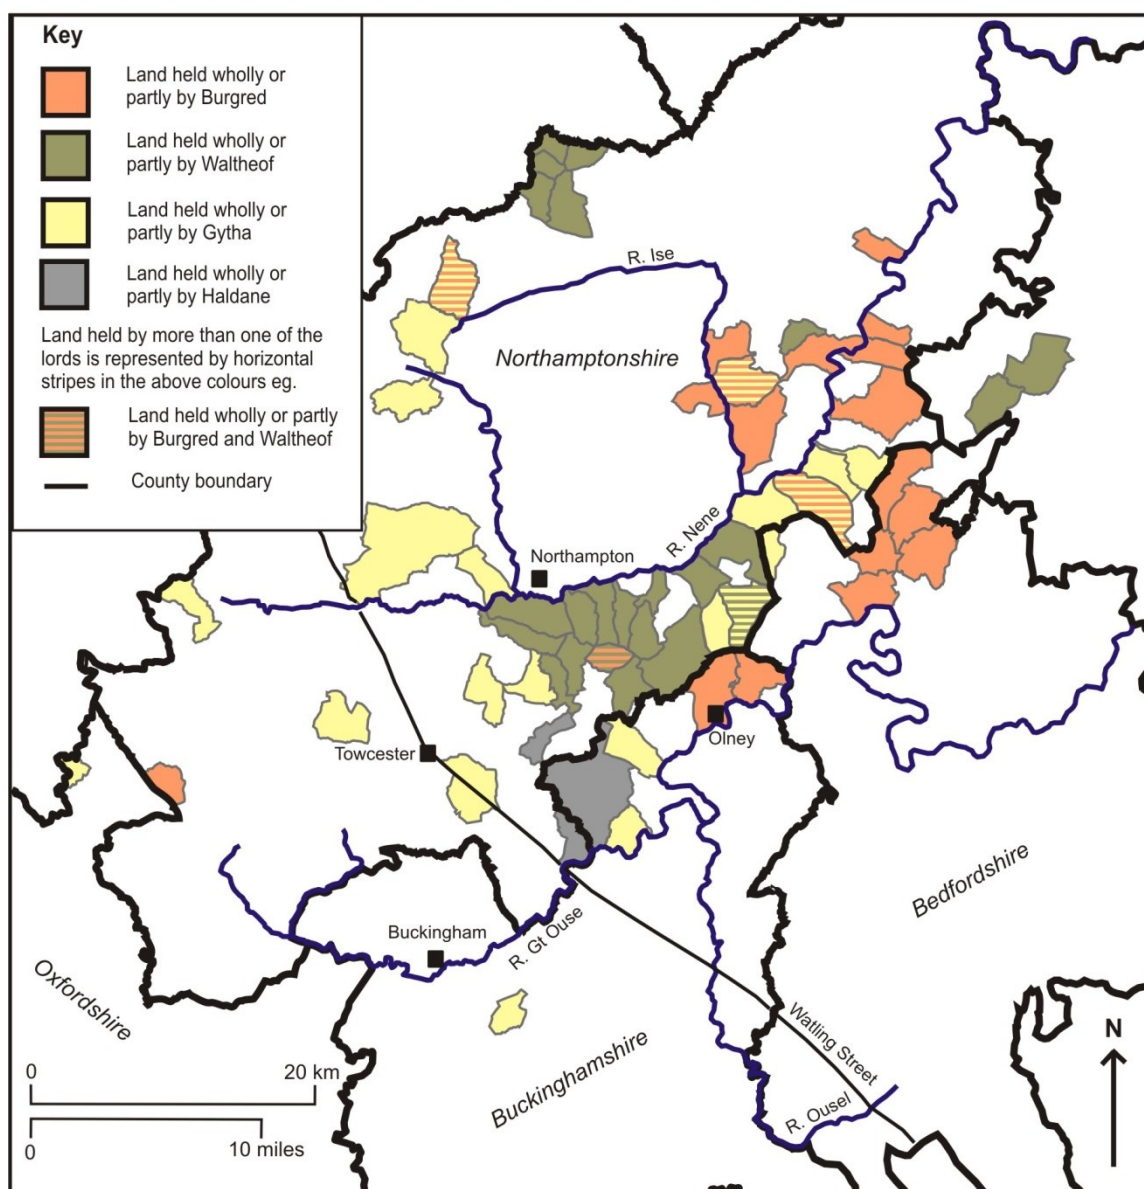 Key
Land held wholly or
partly by Burgred
Land held wholly or
partly by Waltheof
Land held wholly or
partly by Gytha
Land held wholly or
partly by Haldane
Land held by more than one of the
lords is represented by horizontal
stripes in the above colours eg.
Land held wholly or partly
by Burgred and Waltheof
County boundary
R. Ise
Northamptonshire
R. Nene
Northampton
Olney
Towcester
Bedfordshire
Buckingham
R. Gt Ouse
Oxfordshire
Watling Street
Buckinghamshire
R. Ousel
N
0
20 km
0
10 miles